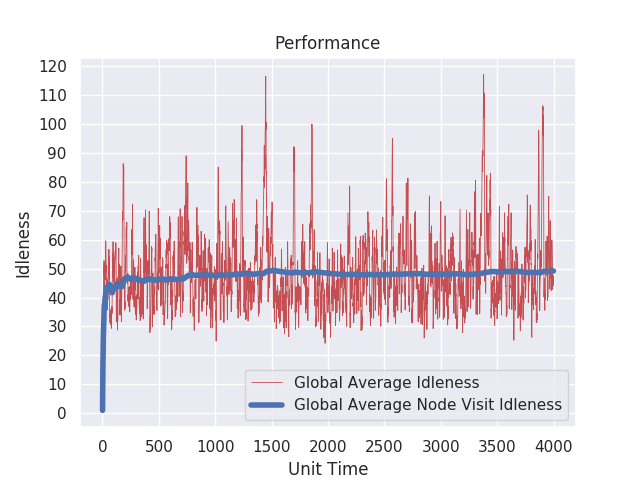 Performance
120
110
100
90
80
70
60
50
40
30
20
10
0
Idleness
Global Average Idleness
Global Average Node Visit Idleness
0 500 1000 1500 2000 2500 3000 3500 4000
Unit Time